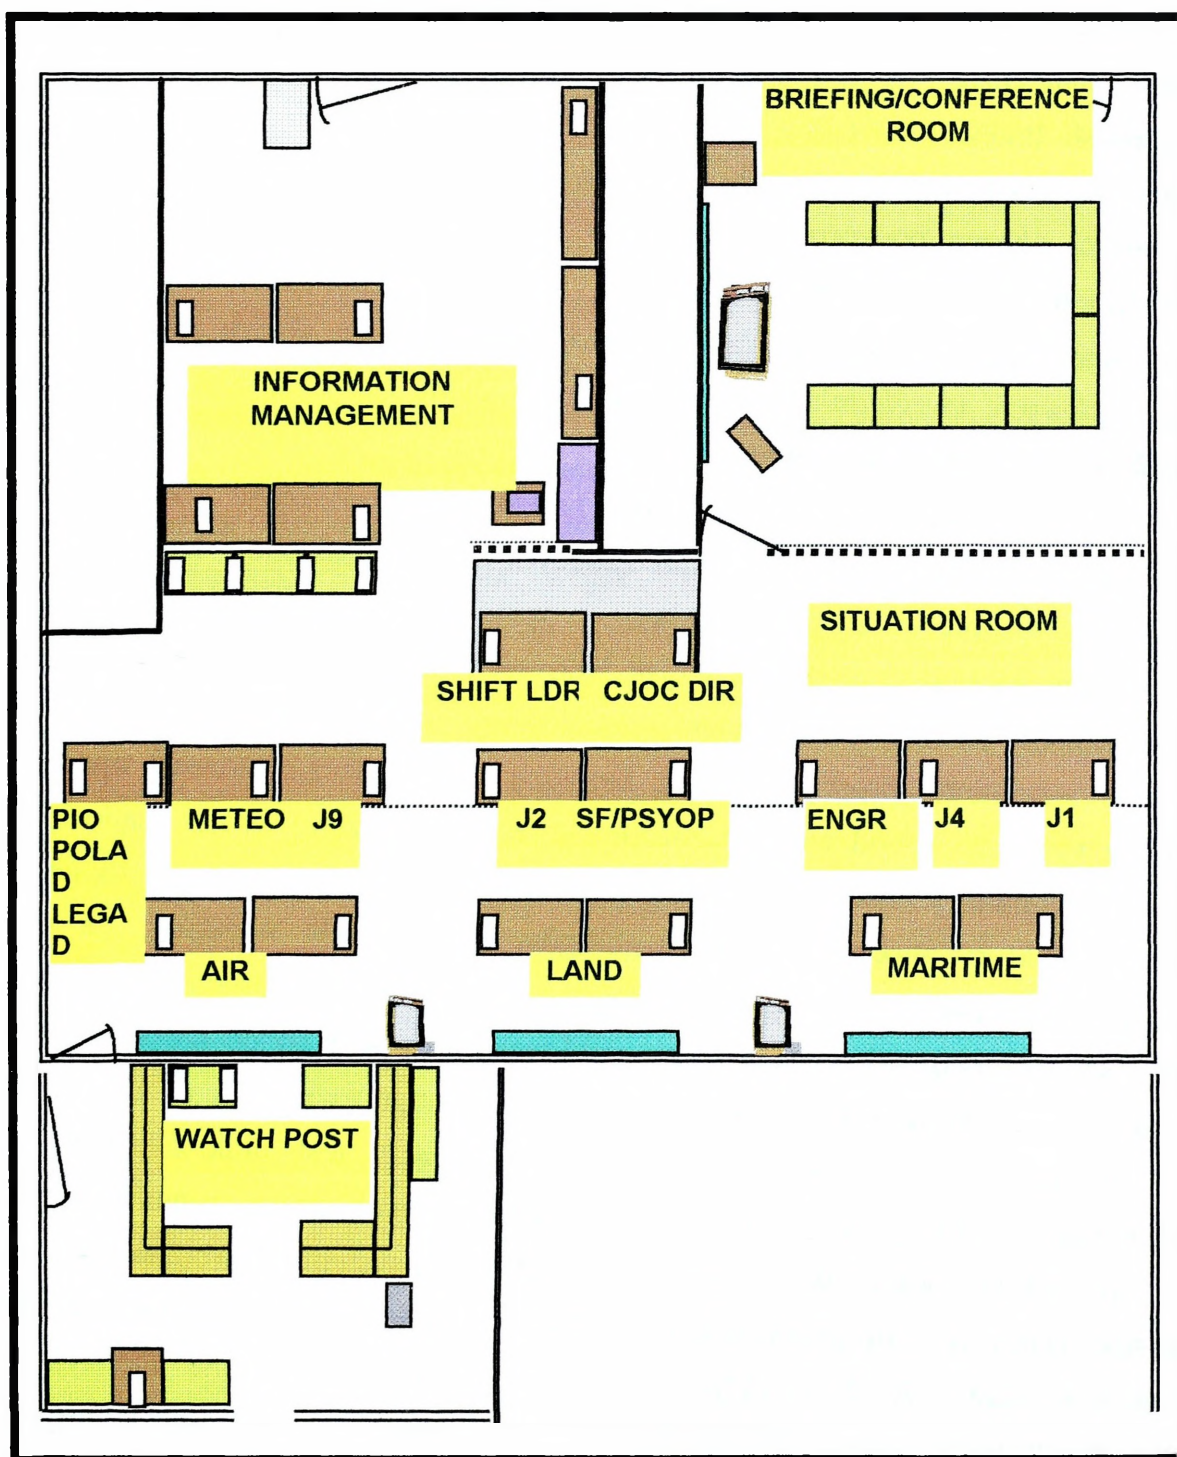 BRIEFING/CONFERENCE
ROOM
INFORMATION
MANAGEMENT
SITUATION ROOM
SHIFT LDR CJOC DIR
PIO
POLA
D
LEGA
D
METEO J9
J2 SF/PSYOP
ENGR
J4
J1
AIR
LAND
MARITIME
WATCH POST